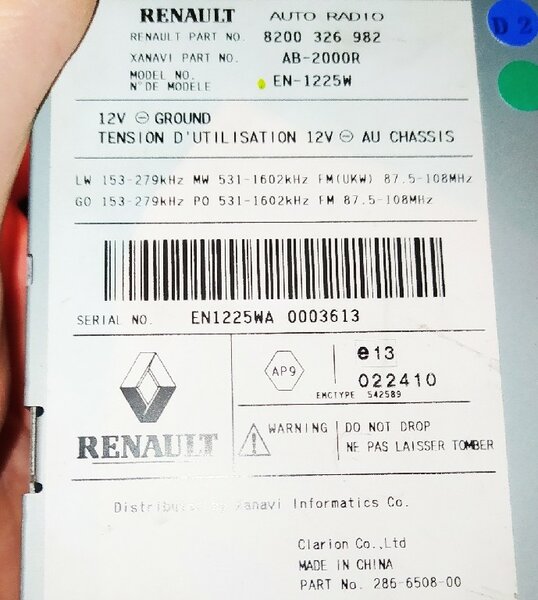 RENAULT AUTO RADIO
RENAULT PART NO. 8200 326 982
XANAVI PART NO. AB-2000R
MODEL NO.
N°DE MODELE EN-1225W
12V ⊖ GROUND
TENSION D'UTILISATION 12V ⊖ AU CHASSIS
LW 153-279kHz MW 531-1602kHz FM(UKW) 87.5-108MHz
GO 153-279kHz PO 531-1602kHz FM 87.5-108MHz
SERIAL NO. EN1225WA 0003613
RENAULT
AP9
e13
022410
EMCTYPE 542589
WARNING
DO NOT DROP
NE PAS LAISSER TOMBER
Distributed by Xanavi Informatics Co.
Clarion Co.,Ltd
MADE IN CHINA
PART No. 286-6508-00
D2